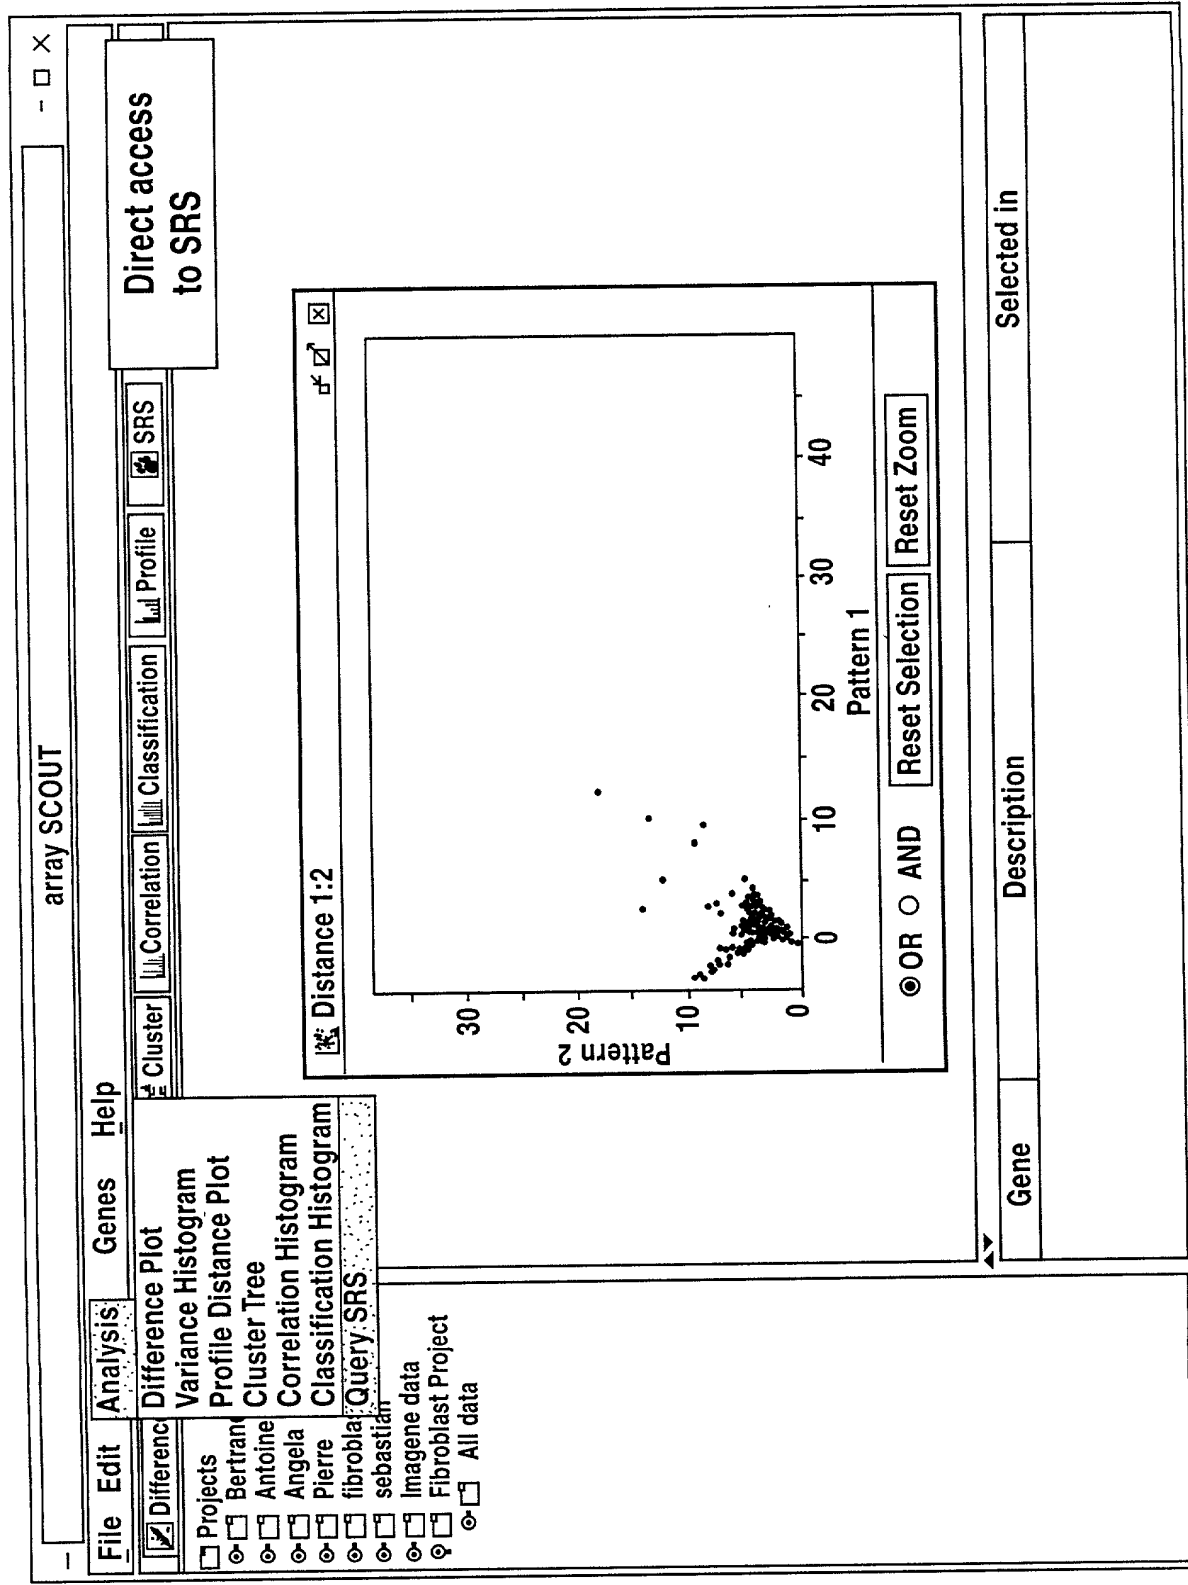 array SCOUT
File Edit Analysis Genes Help
Differenc
Cluster Correlation Classification Profile SRS
Direct access
to SRS
Difference Plot
Variance Histogram
Profile Distance Plot
Cluster Tree
Correlation Histogram
Classification Histogram
Query SRS
Projects
Bertran
Antoine
Angela
Pierre
fibrobla
sebastian
Imagene data
Fibroblast Project
All data
Distance 1:2
Pattern 2
30
20
10
0
0 10 20 30 40
Pattern 1
OR AND Reset Selection Reset Zoom
Gene Description Selected in